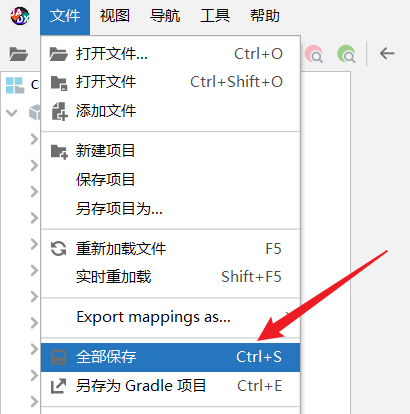 文件 视图 导航 工具 帮助
打开文件... Ctrl+O
打开文件 Ctrl+Shift+O
添加文件
新建项目
保存项目
另存项目为...
重新加载文件 F5
实时重加载 Shift+F5
Export mappings as...
全部保存 Ctrl+S
另存为 Gradle 项目 Ctrl+E